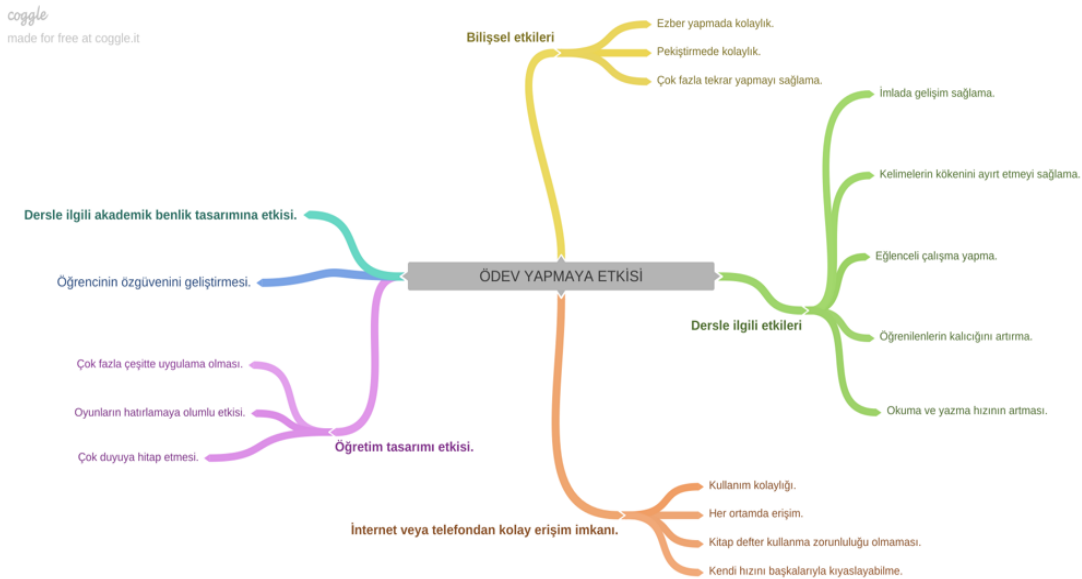 coggle
made for free at coggle.it
Bilişsel etkileri
Ezber yapmada kolaylık.
Pekiştirmede kolaylık.
Çok fazla tekrar yapmayı sağlama.
Dersle ilgili akademik benlik tasarımına etkisi.
Öğrencinin özgüvenini geliştirmesi.
Çok fazla çeşitte uygulama olması.
Oyunların hatırlamaya olumlu etkisi.
Çok duyuya hitap etmesi.
Öğretim tasarımı etkisi.
ÖDEV YAPMAYA ETKİSİ
Dersle ilgili etkileri
İmlada gelişim sağlama.
Kelimelerin kökenini ayırt etmeyi sağlama.
Eğlenceli çalışma yapma.
Öğrenilenlerin kalıcığını artırma.
Okuma ve yazma hızının artması.
İnternet veya telefondan kolay erişim imkanı.
Kullanım kolaylığı.
Her ortamda erişim.
Kitap defter kullanma zorunluluğu olmaması.
Kendi hızını başkalarıyla kıyaslayabilme.